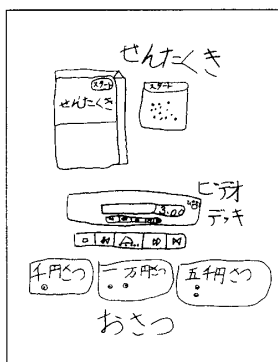 せんたくき
スタート
せんたくき
スタート
ビデオ
デッキ
3:00
千円さつ
一万円さつ
五千円さつ
おさつ